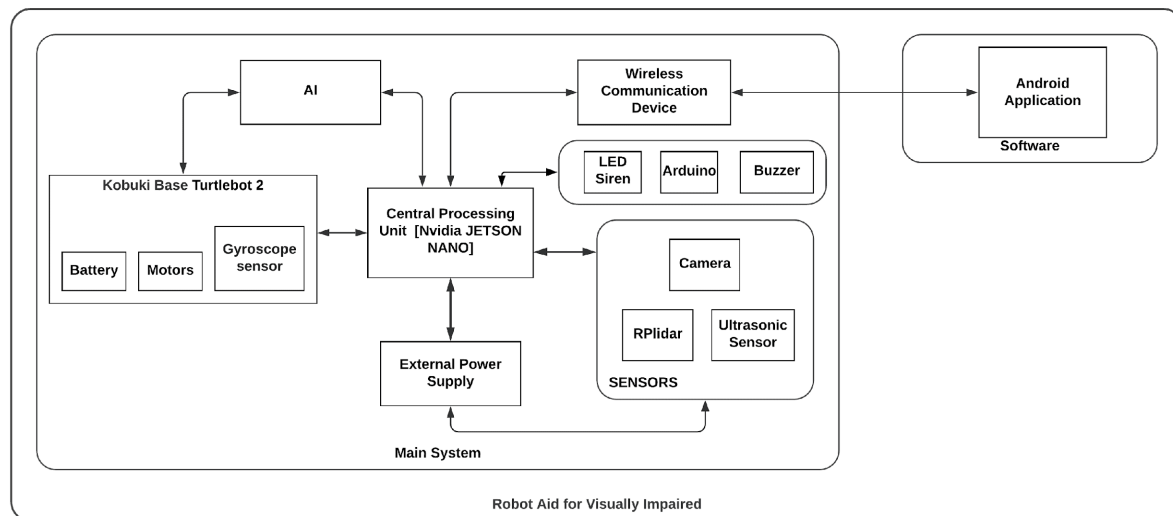 AI
Wireless
Communication
Device
Android
Application
Software
LED
Siren
Arduino
Buzzer
Kobuki Base Turtlebot 2
Gyroscope
sensor
Battery
Motors
Central Processing
Unit [Nvidia JETSON
NANO]
Camera
RPlidar
Ultrasonic
Sensor
SENSORS
External Power
Supply
Main System
Robot Aid for Visually Impaired